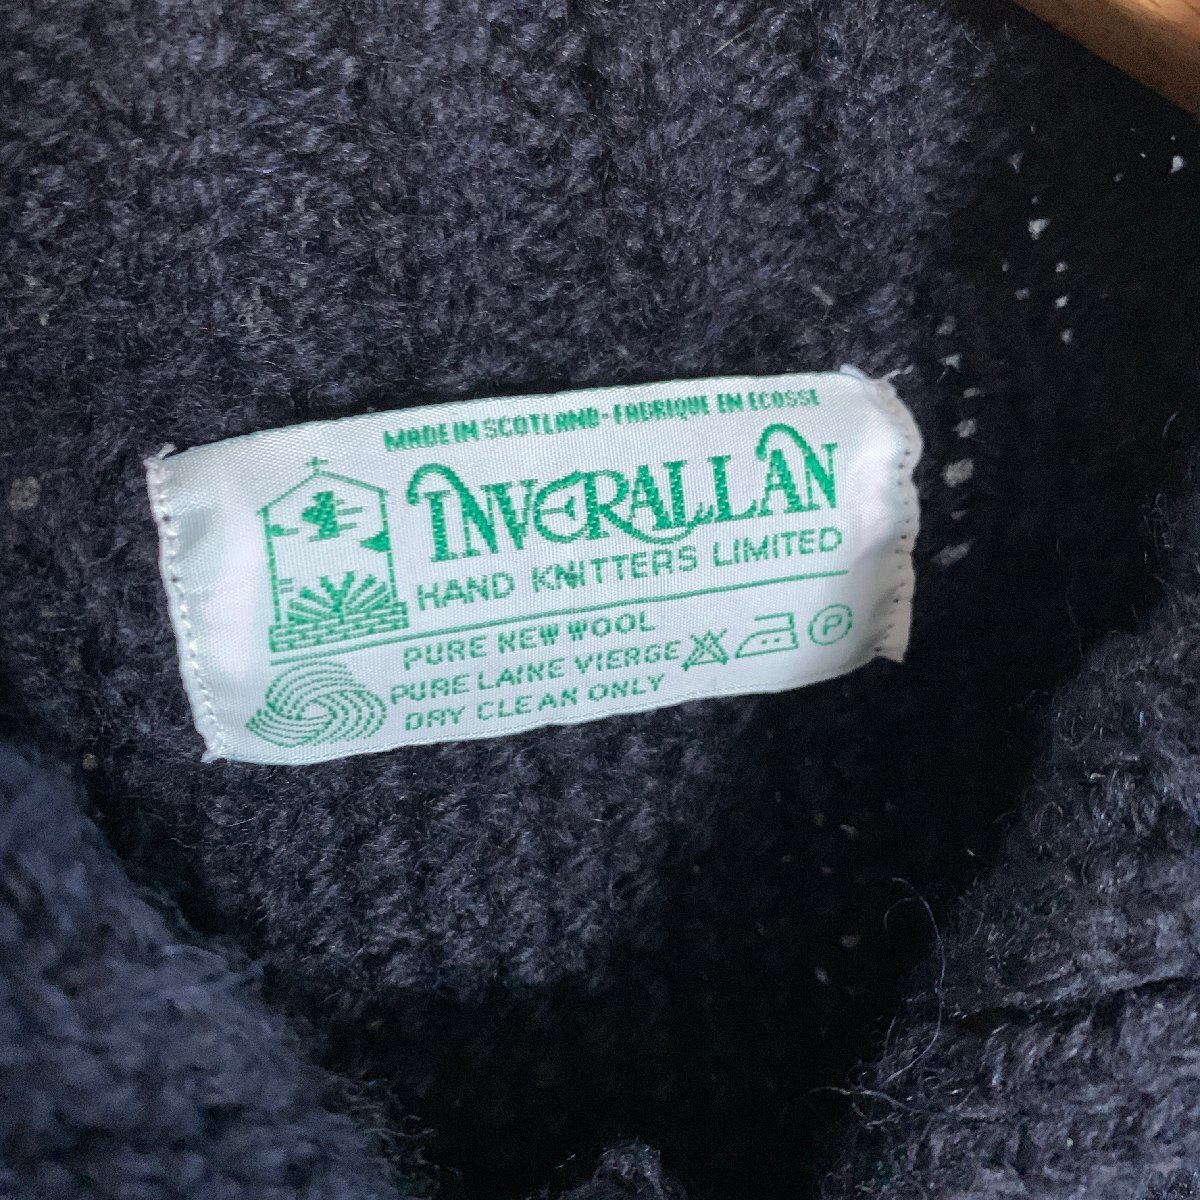 MADE IN SCOTLAND - FABRIQUE EN ECOSSE
INVERALLAN
HAND KNITTERS LIMITED
PURE NEW WOOL
PURE LAINE VIERGE
DRY CLEAN ONLY
P